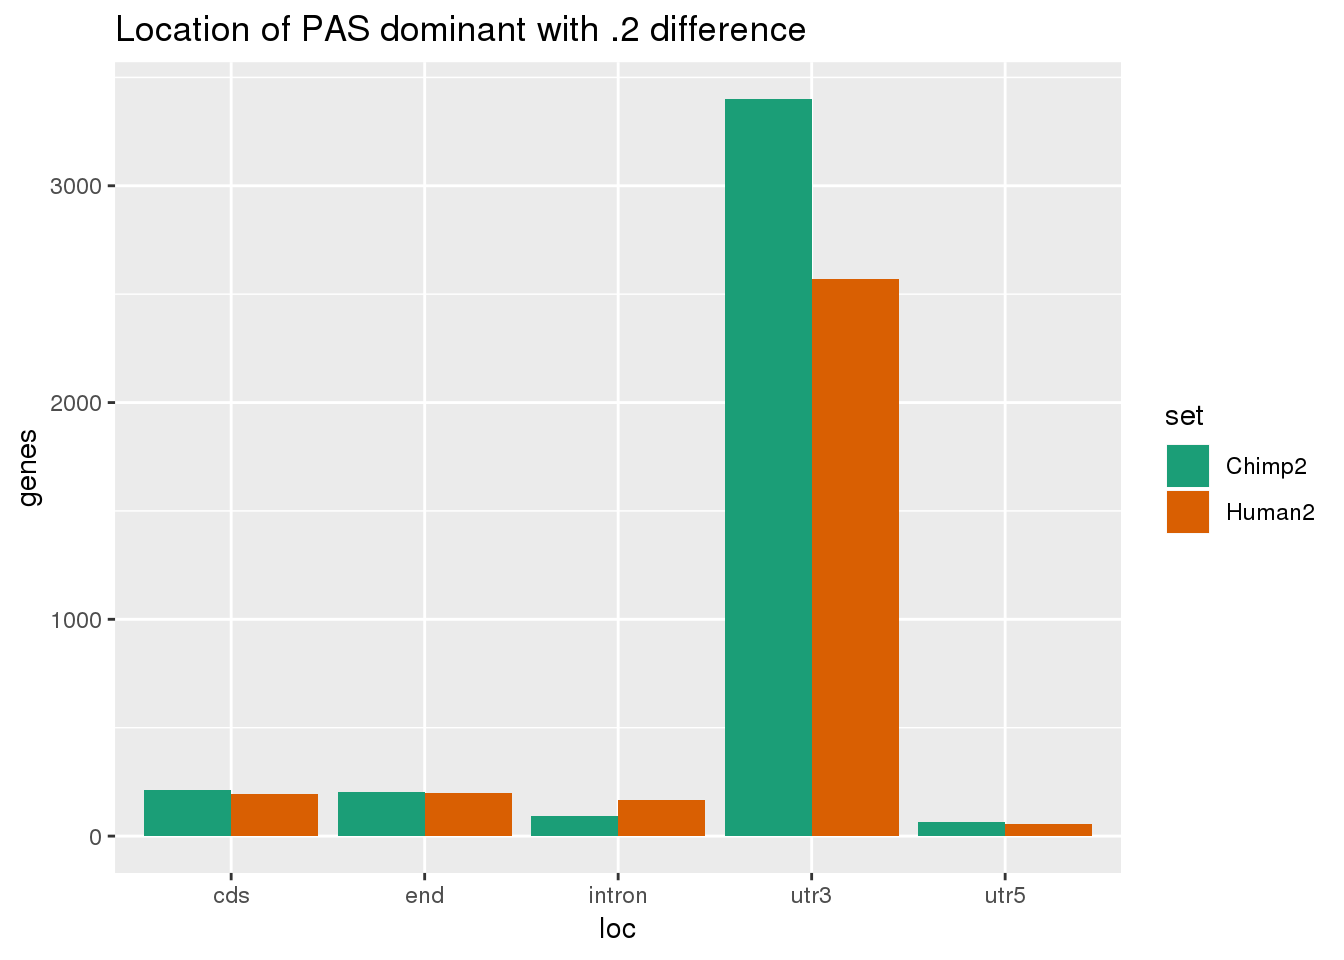 Location of PAS dominant with .2 difference
genes
3000
2000
1000
0
cds end intron utr3 utr5
loc
set
Chimp2
Human2